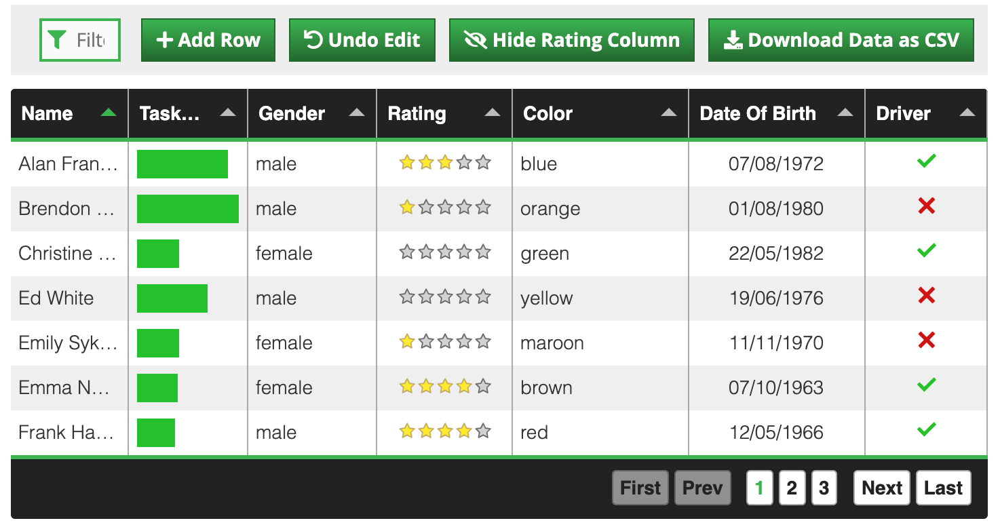 Filt Add Row Undo Edit Hide Rating Column Download Data as CSV
Name Task... Gender Rating Color Date Of Birth Driver
Alan Fran... male blue 07/08/1972
Brendon ... male orange 01/08/1980
Christine ... female green 22/05/1982
Ed White male yellow 19/06/1976
Emily Syk... female maroon 11/11/1970
Emma N... female brown 07/10/1963
Frank Ha... male red 12/05/1966
First Prev 1 2 3 Next Last